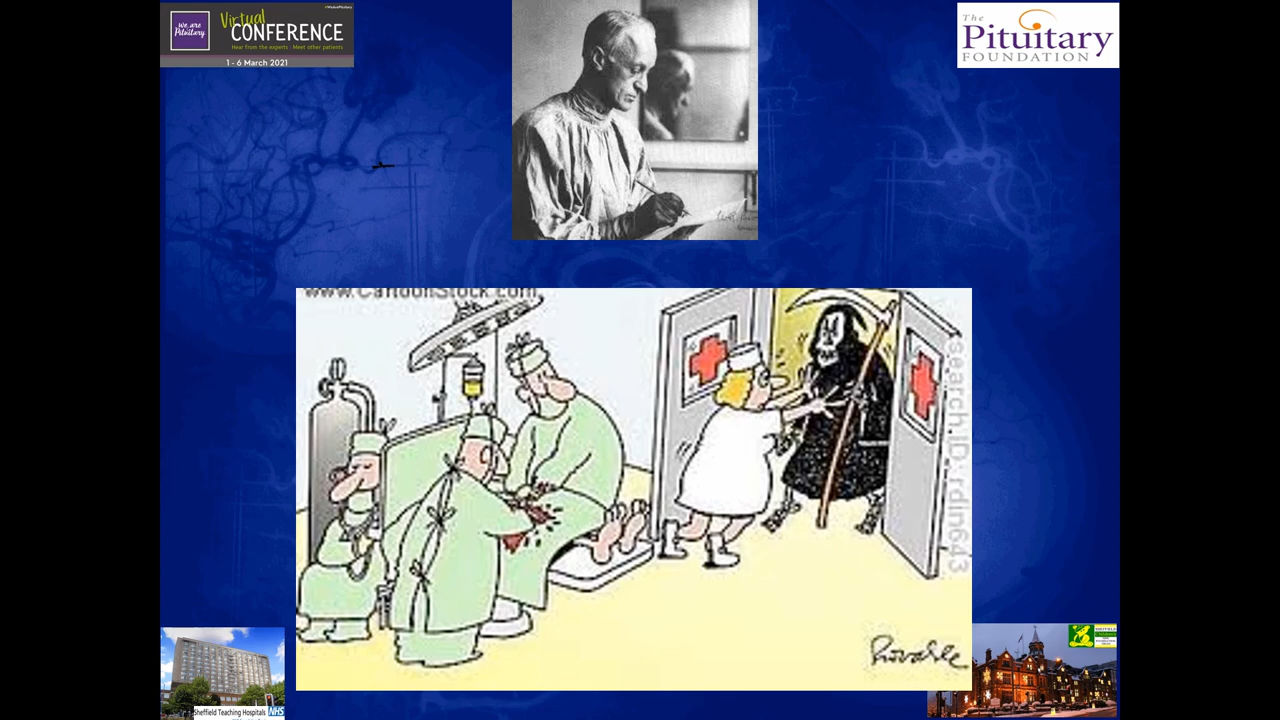 #WeArePituitary
we are
Pituitary
Virtual
CONFERENCE
Hear from the experts | Meet other patients
1 - 6 March 2021
The
Pituitary
FOUNDATION
www.CartoonStock.com
search ID: rdin643
Sheffield Teaching Hospitals NHS